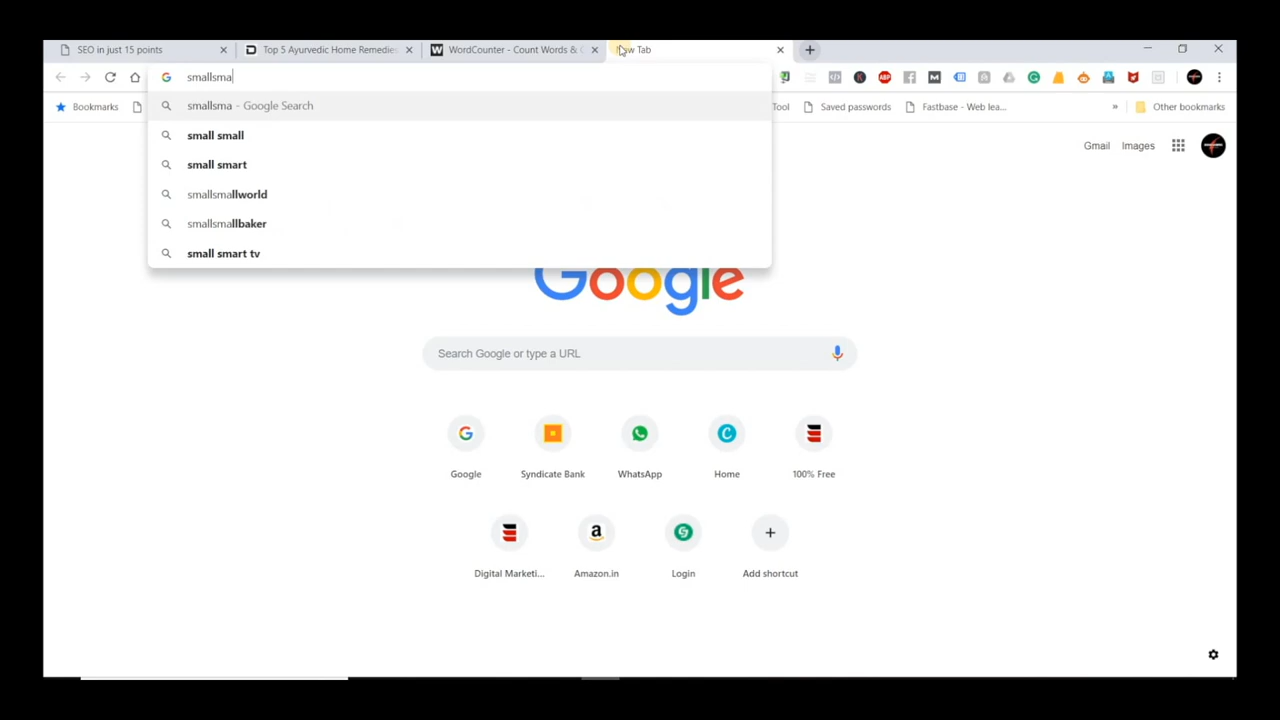 SEO in just 15 points
Top 5 Ayurvedic Home Remedies
WordCounter - Count Words & C
New Tab
smallsma
Tool
Saved passwords
Fastbase - Web lea...
»
Other bookmarks
Bookmarks
smallsma - Google Search
small small
small smart
smallsmallworld
smallsmallbaker
small smart tv
Gmail
Images
Google
Search Google or type a URL
Google
Syndicate Bank
WhatsApp
Home
100% Free
Digital Marketi...
Amazon.in
Login
Add shortcut